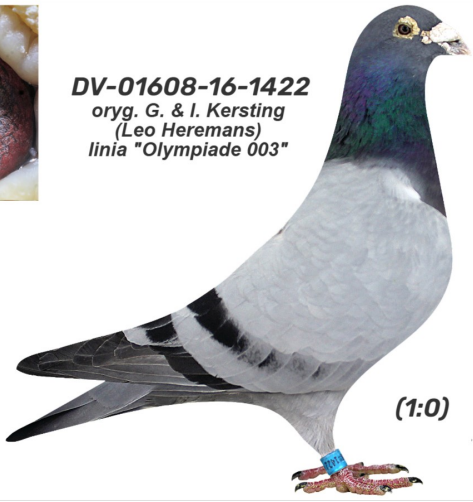 DV-01608-16-1422
oryg. G. & I. Kersting
(Leo Heremans)
linia "Olympiade 003"
(1:0)